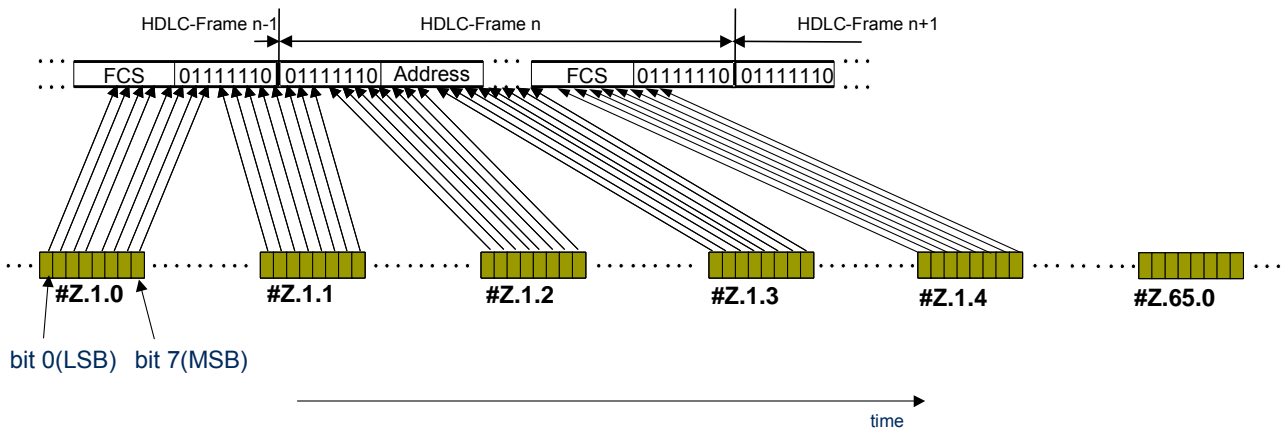 HDLC-Frame n-1 HDLC-Frame n HDLC-Frame n+1
FCS 01111110 01111110 Address FCS 01111110 01111110
#Z.1.0 #Z.1.1 #Z.1.2 #Z.1.3 #Z.1.4 #Z.65.0
bit 0(LSB) bit 7(MSB)
time